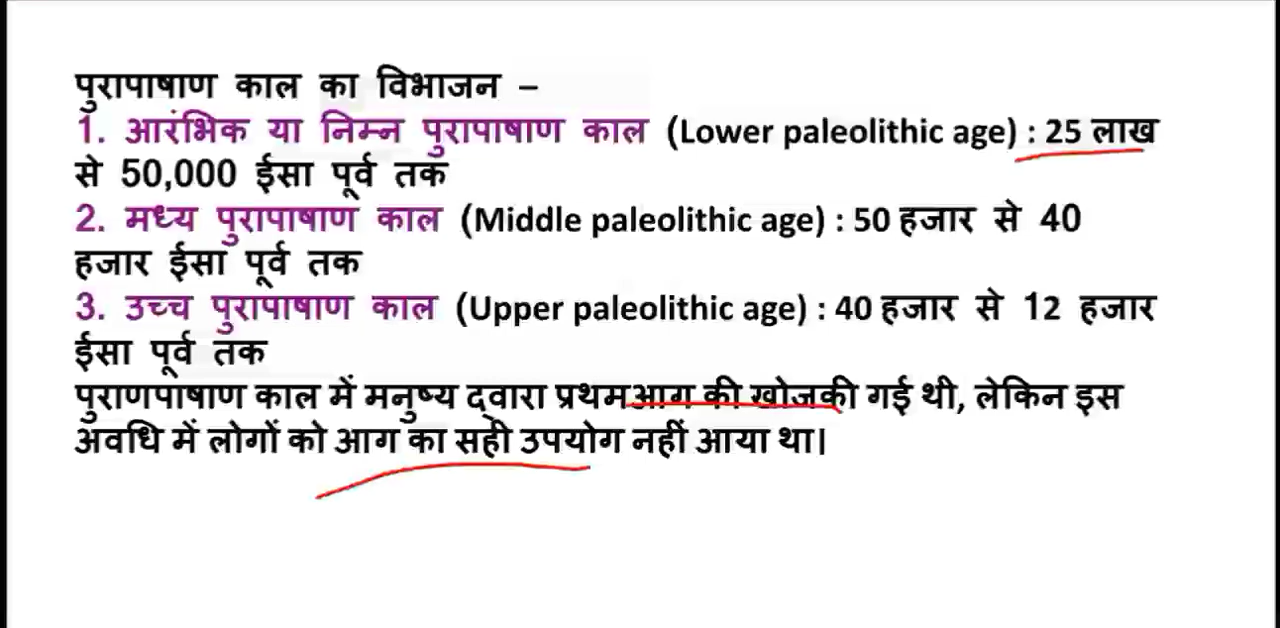 पुरापाषाण काल का विभाजन –
1. आरंभिक या निम्न पुरापाषाण काल (Lower paleolithic age) : 25 लाख
से 50,000 ईसा पूर्व तक
2. मध्य पुरापाषाण काल (Middle paleolithic age) : 50 हजार से 40
हजार ईसा पूर्व तक
3. उच्च पुरापाषाण काल (Upper paleolithic age) : 40 हजार से 12 हजार
ईसा पूर्व तक
पुराणपाषाण काल में मनुष्य द्वारा प्रथमआग की खोजकी गई थी, लेकिन इस
अवधि में लोगों को आग का सही उपयोग नहीं आया था।